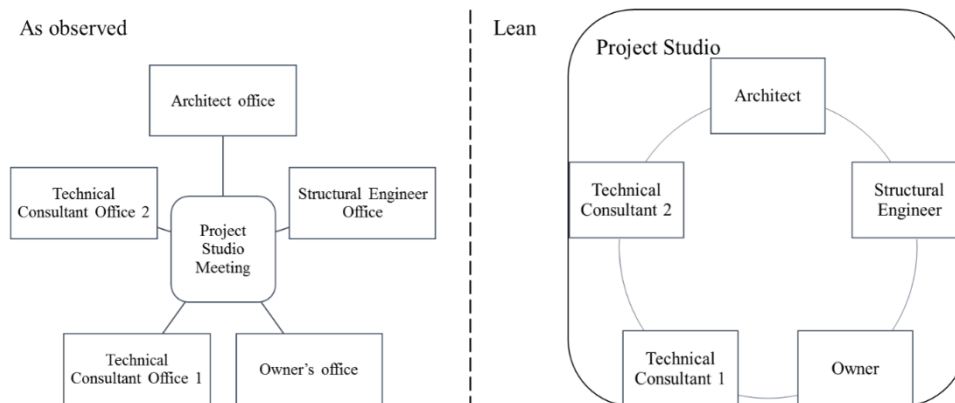 As observed
Architect office
Technical
Consultant Office 2
Structural Engineer
Office
Project
Studio
Meeting
Technical
Consultant Office 1
Owner's office
Lean
Project Studio
Architect
Technical
Consultant 2
Structural
Engineer
Technical
Consultant 1
Owner